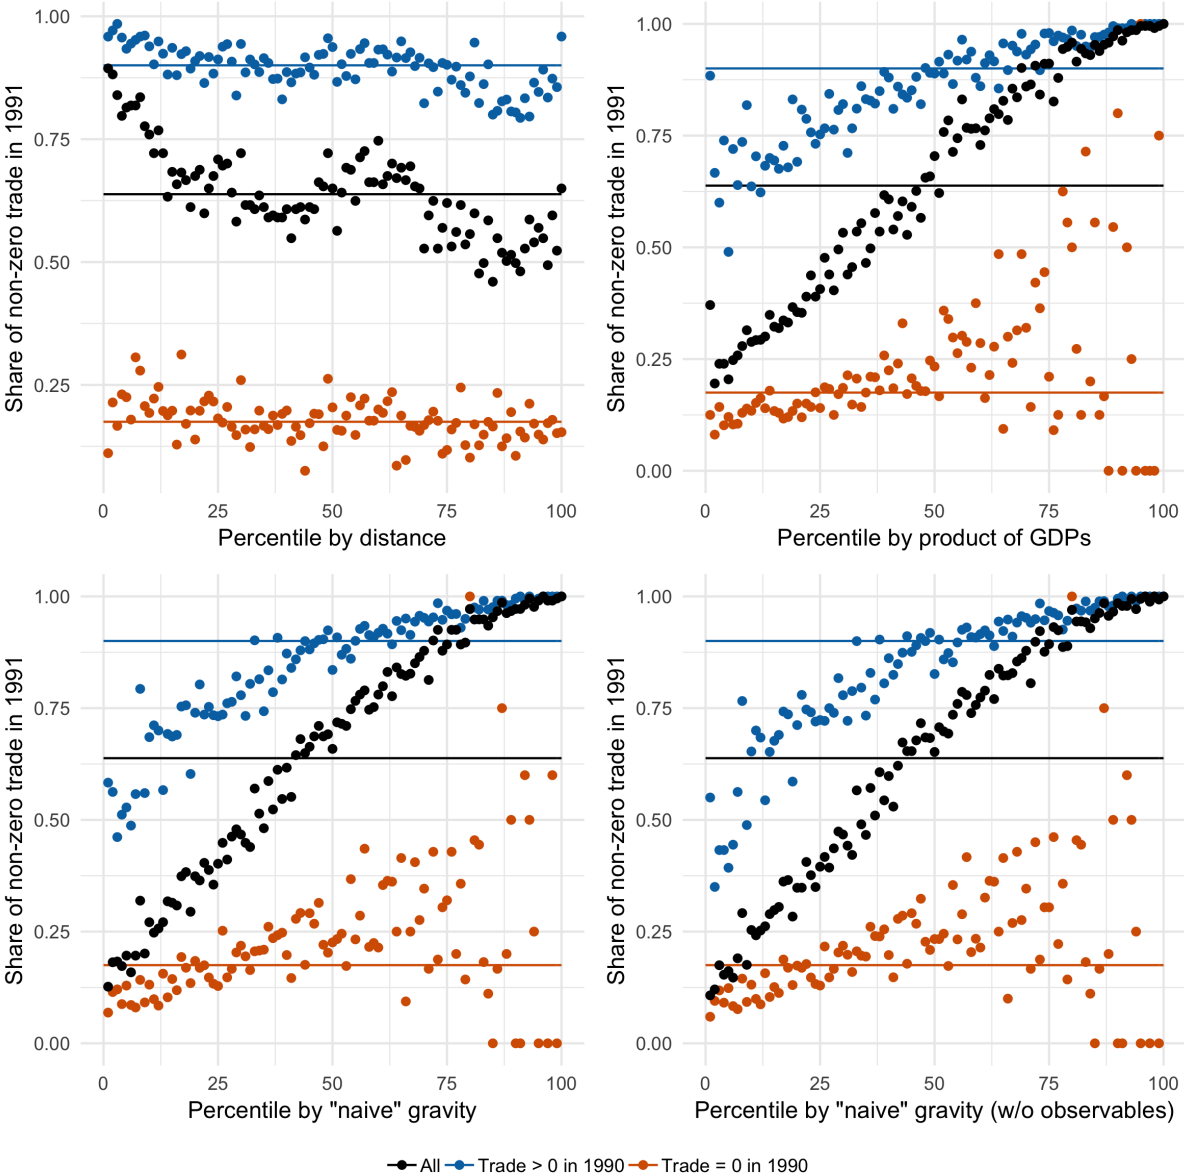 Share of non-zero trade in 1991
1.00
0.75
0.50
0.25
0 25 50 75 100
Percentile by distance
Share of non-zero trade in 1991
1.00
0.75
0.50
0.25
0.00
0 25 50 75 100
Percentile by product of GDPs
Share of non-zero trade in 1991
1.00
0.75
0.50
0.25
0.00
0 25 50 75 100
Percentile by "naive" gravity
Share of non-zero trade in 1991
1.00
0.75
0.50
0.25
0.00
0 25 50 75 100
Percentile by "naive" gravity (w/o observables)
All Trade > 0 in 1990 Trade = 0 in 1990